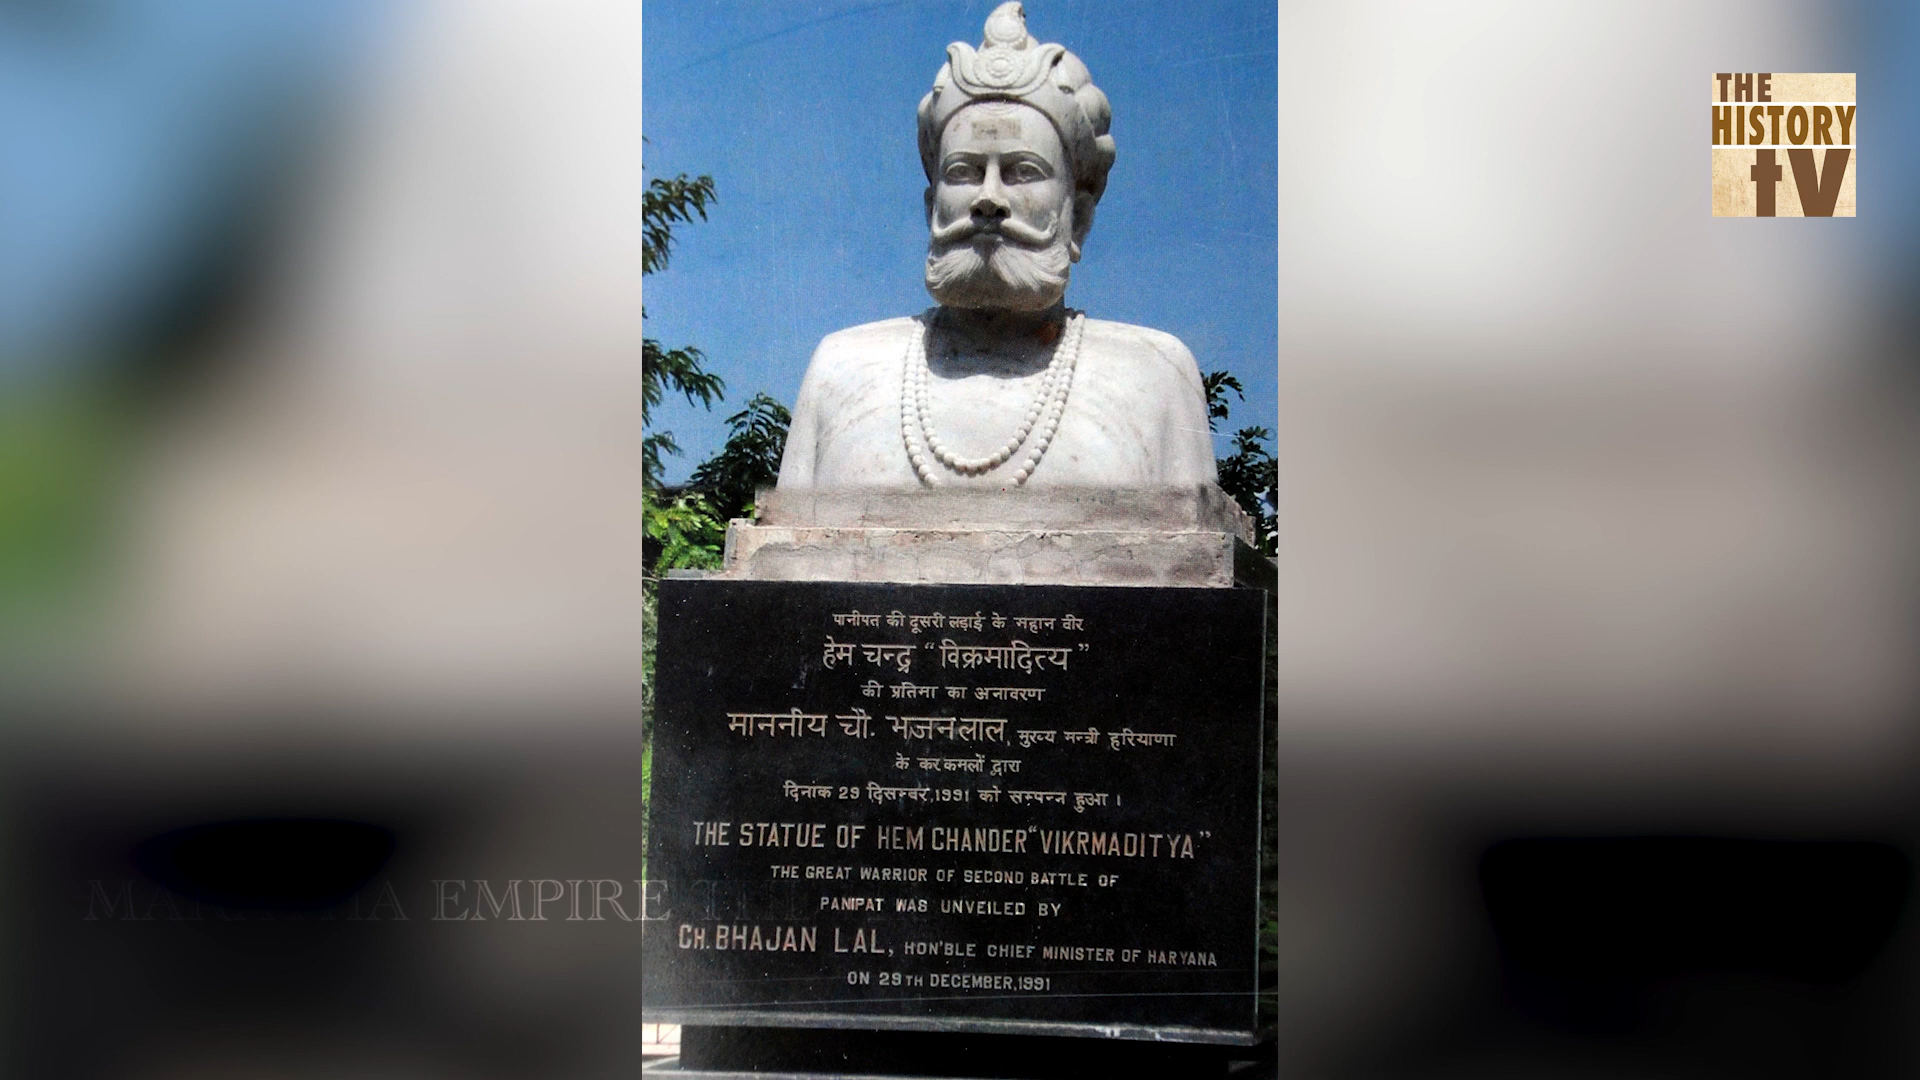 THE
HISTORY
tV
पानीपत की दूसरी लड़ाई के महान वीर
हेम चन्द्र “विक्रमादित्य”
की प्रतिमा का अनावरण
माननीय चौ. भजनलाल, मुख्य मन्त्री हरियाणा
के कर कमलों द्वारा
दिनांक 29 दिसम्बर, 1991 को सम्पन्न हुआ ।
THE STATUE OF HEM CHANDER “VIKRMADITYA”
THE GREAT WARRIOR OF SECOND BATTLE OF
PANIPAT WAS UNVEILED BY
CH. BHAJAN LAL, HON'BLE CHIEF MINISTER OF HARYANA
ON 29TH DECEMBER, 1991
MARATHA EMPIRE